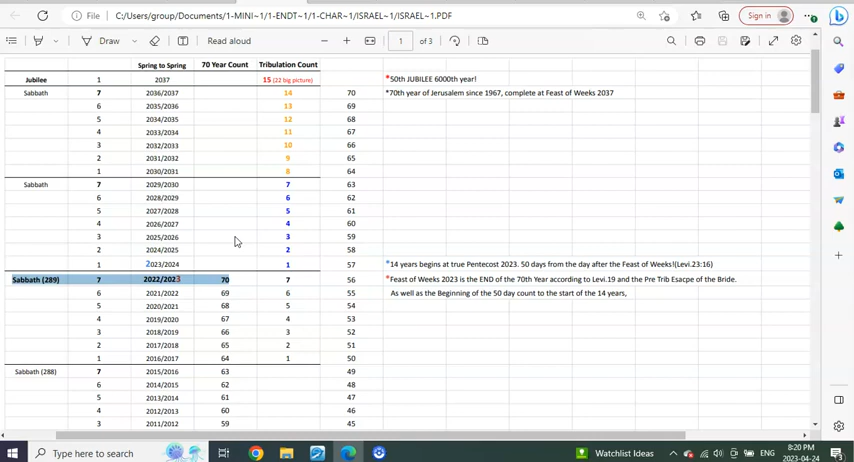 File | C:/Users/group/Documents/1-MINI~1/1-ENDT~1/1-CHAR~1/ISRAEL~1/ISRAEL~1.PDF Sign in
Draw Read aloud 1 of 3
Spring to Spring 70 Year Count Tribulation Count
Jubilee 1 2037 15 (22 big picture) *50th JUBILEE 6000th year!
Sabbath 7 2036/2037 14 70 *70th year of Jerusalem since 1967, complete at Feast of Weeks 2037
6 2035/2036 13 69
5 2034/2035 12 68
4 2033/2034 11 67
3 2032/2033 10 66
2 2031/2032 9 65
1 2030/2031 8 64
Sabbath 7 2029/2030 7 63
6 2028/2029 6 62
5 2027/2028 5 61
4 2026/2027 4 60
3 2025/2026 3 59
2 2024/2025 2 58
1 2023/2024 1 57 *14 years begins at true Pentecost 2023. 50 days from the day after the Feast of Weeks!(Levi.23:16)
Sabbath (289) 7 2022/2023 70 7 56 *Feast of Weeks 2023 is the END of the 70th Year according to Levi.19 and the Pre Trib Esacpe of the Bride.
6 2021/2022 69 6 55 As well as the Beginning of the 50 day count to the start of the 14 years,
5 2020/2021 68 5 54
4 2019/2020 67 4 53
3 2018/2019 66 3 52
2 2017/2018 65 2 51
1 2016/2017 64 1 50
Sabbath (288) 7 2015/2016 63 49
6 2014/2015 62 48
5 2013/2014 61 47
4 2012/2013 60 46
3 2011/2012 59 45
Type here to search Watchlist Ideas ENG 8:20 PM
2023-04-24